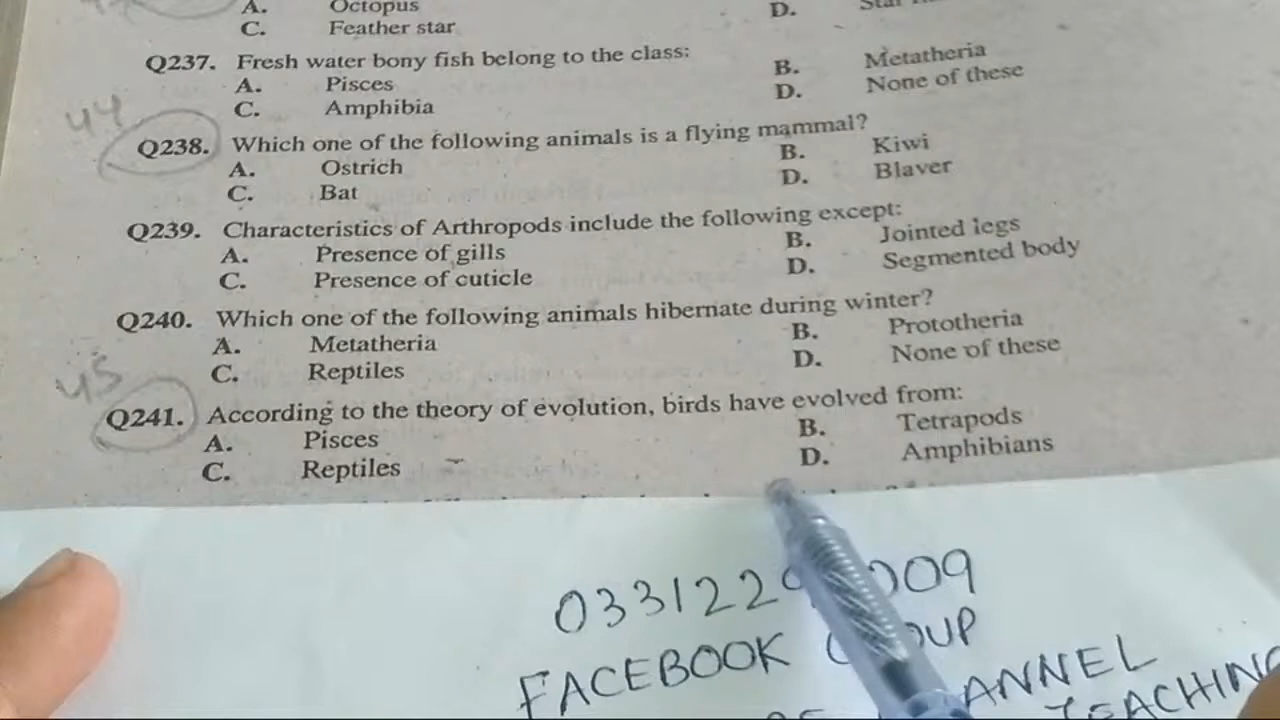 A. Octopus D.
C. Feather star
Q237. Fresh water bony fish belong to the class:
A. Pisces B. Metatheria
C. Amphibia D. None of these
44
Q238. Which one of the following animals is a flying mammal?
A. Ostrich B. Kiwi
C. Bat D. Blaver
Q239. Characteristics of Arthropods include the following except:
A. Presence of gills B. Jointed legs
C. Presence of cuticle D. Segmented body
Q240. Which one of the following animals hibernate during winter?
A. Metatheria B. Prototheria
C. Reptiles D. None of these
45
Q241. According to the theory of evolution, birds have evolved from:
A. Pisces B. Tetrapods
C. Reptiles D. Amphibians
FACEBOOK